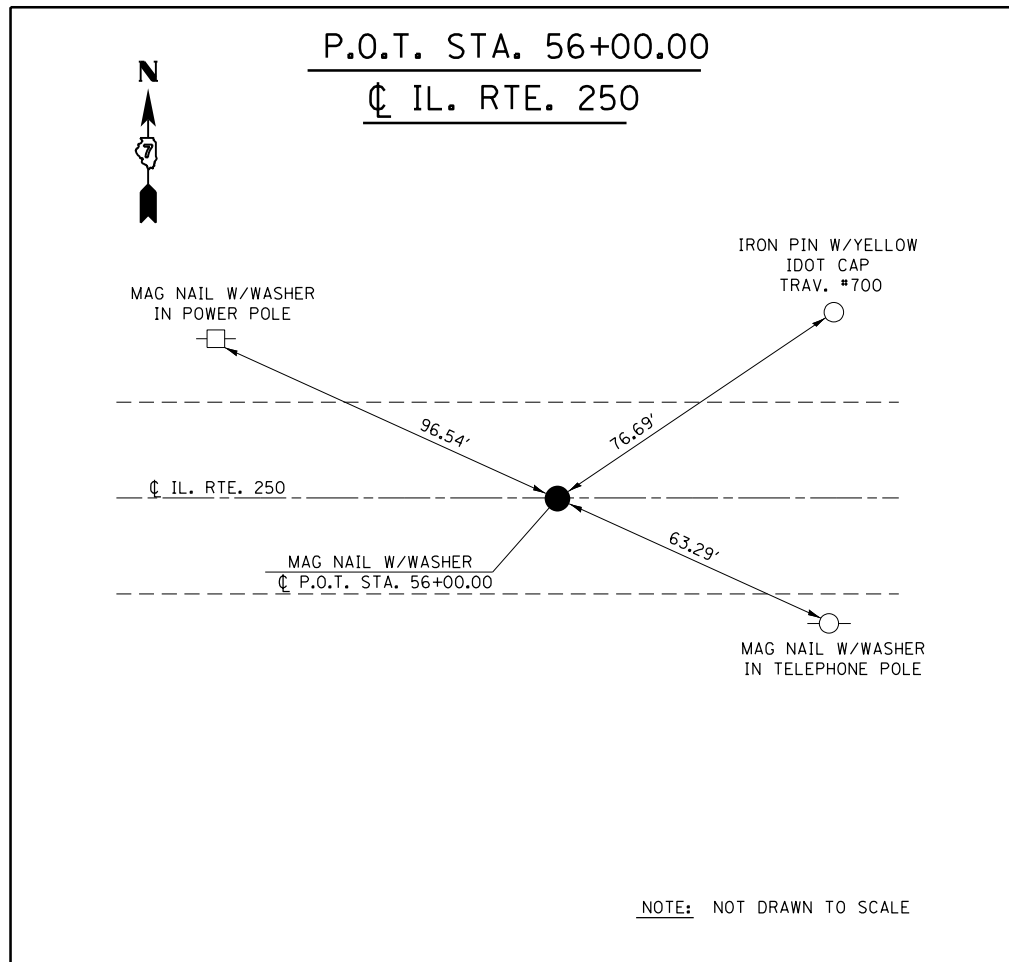 P.O.T. STA. 56+00.00
℄ IL. RTE. 250
N
7
IRON PIN W/YELLOW
IDOT CAP
TRAV. #700
MAG NAIL W/WASHER
IN POWER POLE
96.54'
76.69'
℄ IL. RTE. 250
63.29'
MAG NAIL W/WASHER
℄ P.O.T. STA. 56+00.00
MAG NAIL W/WASHER
IN TELEPHONE POLE
NOTE: NOT DRAWN TO SCALE